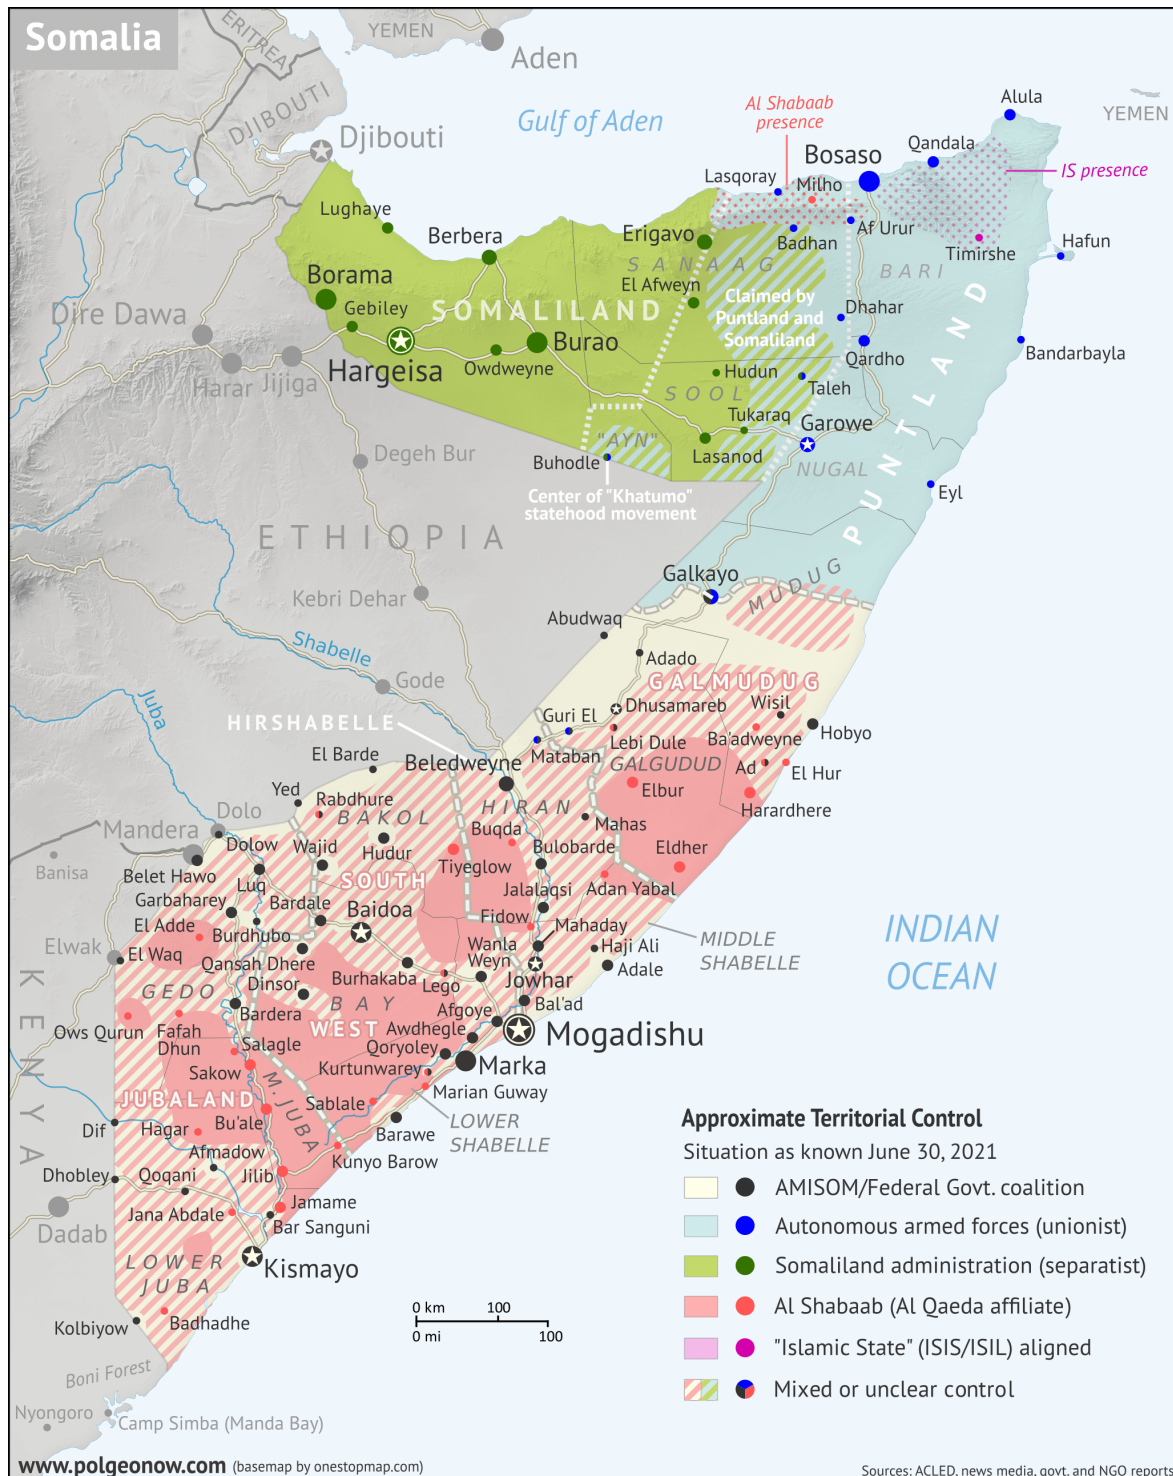 Somalia
ERITREA
YEMEN
Aden
DJIBOUTI
Djibouti
Gulf of Aden
Al Shabaab
presence
Alula
YEMEN
Qandala
Bosaso
IS presence
Lasqoray
Milho
Lughaye
Berbera
Erigavo
Badhan
Af Urur
Timirshe
Hafun
SANAAG
BARI
Borama
El Afweyn
Gebiley
SOMALILAND
Claimed by
Puntland and
Somaliland
Dhahar
Dire Dawa
Burao
Qardho
Bandarbayla
Harar
Jijiga
Hargeisa
Owdweyne
Hudun
Taleh
SOOL
PUNTLAND
Tukaraq
Garowe
"AYN"
Degeh Bur
Buhodle
Lasanod
NUGAL
Eyl
Center of "Khatumo"
statehood movement
ETHIOPIA
Galkayo
MUDUG
Kebri Dehar
Abudwaq
Shabelle
Adado
Gode
GALMUDUG
Juba
HIRSHABELLE
Guri El
Dhusamareb
Wisil
Mataban
Lebi Dule
Ba'adweyne
Hobyo
El Barde
Beledweyne
GALGUDUD
Ad
El Hur
Yed
Elbur
Rabdhure
BAKOL
HIRAN
Harardhere
Dolo
Mandera
Dolow
Wajid
Hudur
Buqda
Mahas
Bulobarde
Eldher
Banisa
Belet Hawo
Luq
SOUTH
Tiyeglow
Garbaharey
Bardale
Jalalaqsi
Adan Yabal
El Adde
Baidoa
Fidow
Mahaday
Burdhubo
Elwak
El Waq
Wanla
Weyn
Haji Ali
MIDDLE
SHABELLE
Qansah Dhere
Burhakaba
Adale
INDIAN
OCEAN
KENYA
GEDO
Dinsor
Lego
Jowhar
BAY
Bardera
Afgoye
Bal'ad
Ows Qurun
Fafah
Dhun
WEST
Awdhegle
Mogadishu
Salagle
Qoryoley
Sakow
Kurtunwarey
Marka
JUBALAND
M. JUBA
Marian Guway
Sablale
LOWER
SHABELLE
Bu'ale
Dif
Hagar
Barawe
Afmadow
Kunyo Barow
Dhobley
Qoqani
Jilib
Jamame
Jana Abdale
Bar Sanguni
Dadab
LOWER
JUBA
Kismayo
Kolbiyow
Badhadhe
0 km 100
0 mi 100
Boni Forest
Nyongoro
Camp Simba (Manda Bay)
Approximate Territorial Control
Situation as known June 30, 2021
AMISOM/Federal Govt. coalition
Autonomous armed forces (unionist)
Somaliland administration (separatist)
Al Shabaab (Al Qaeda affiliate)
"Islamic State" (ISIS/ISIL) aligned
Mixed or unclear control
www.polgeonow.com (basemap by onestopmap.com)
Sources: ACLED, news media, govt. and NGO reports